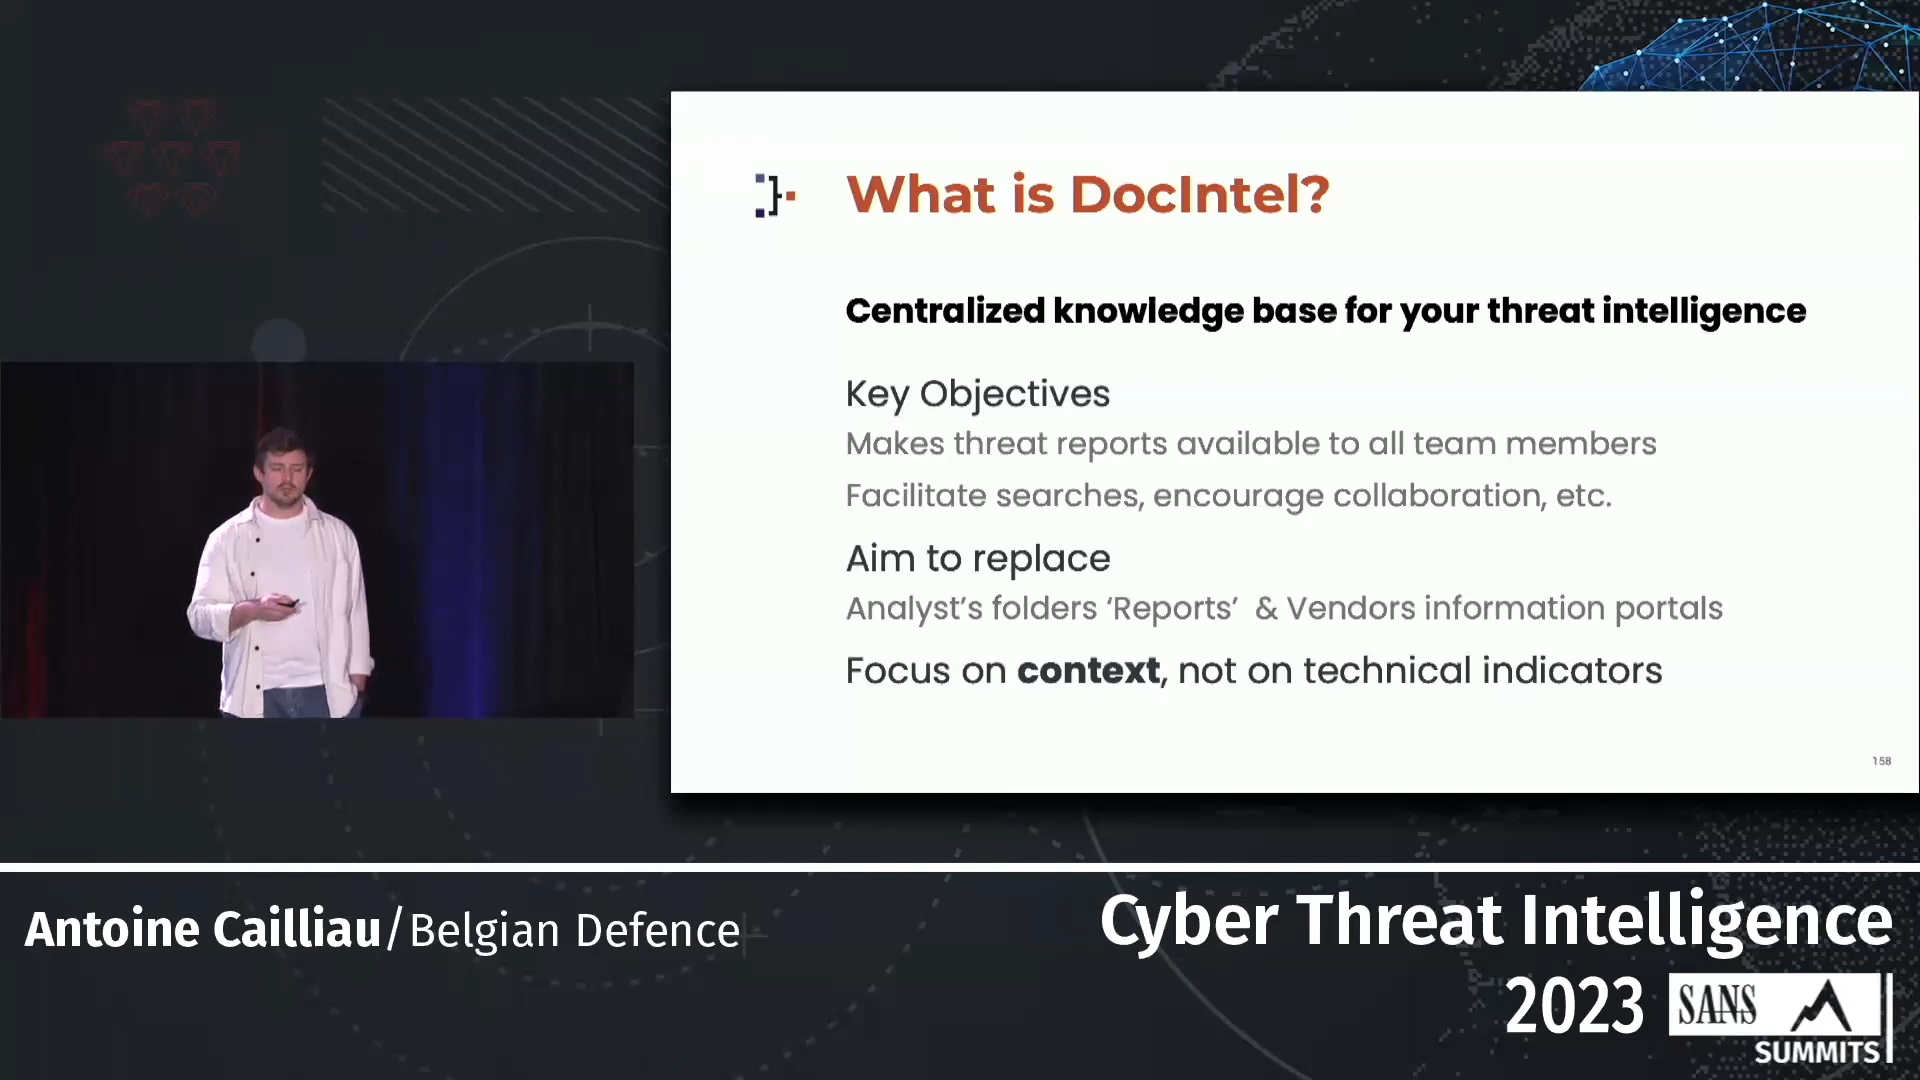 What is DocIntel?
Centralized knowledge base for your threat intelligence
Key Objectives
Makes threat reports available to all team members
Facilitate searches, encourage collaboration, etc.
Aim to replace
Analyst’s folders ‘Reports’ & Vendors information portals
Focus on context, not on technical indicators
158
Antoine Cailliau/Belgian Defence
Cyber Threat Intelligence
2023
SANS
SUMMITS